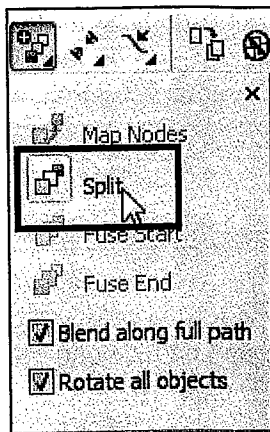 Map Nodes
Split
Fuse Start
Fuse End
Blend along full path
Rotate all objects